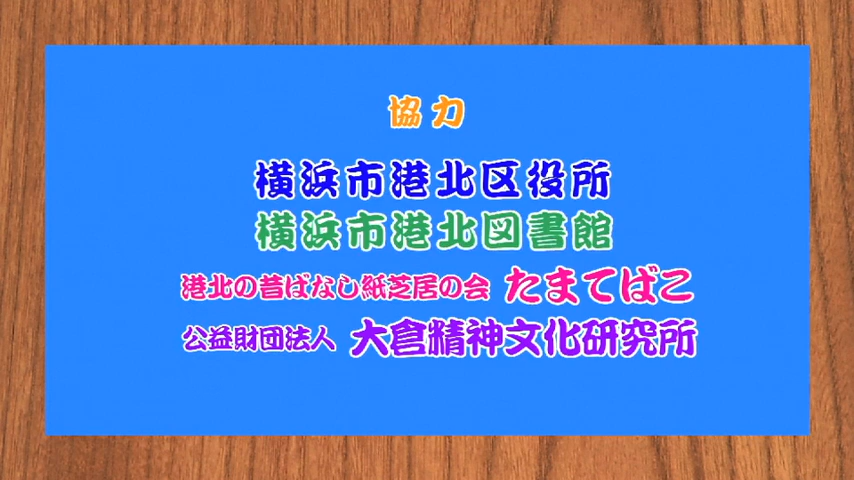 協力
横浜市港北区役所
横浜市港北図書館
港北の昔ばなし紙芝居の会 たまてばこ
公益財団法人 大倉精神文化研究所